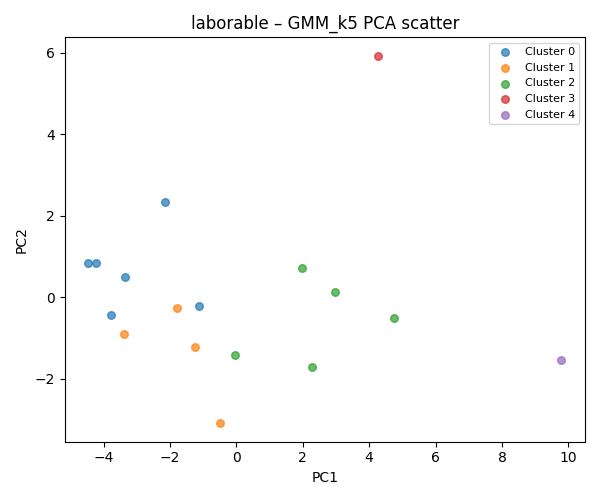 laborable – GMM_k5 PCA scatter
Cluster 0
Cluster 1
Cluster 2
Cluster 3
Cluster 4
6
4
2
0
−2
PC2
−4 −2 0 2 4 6 8 10
PC1